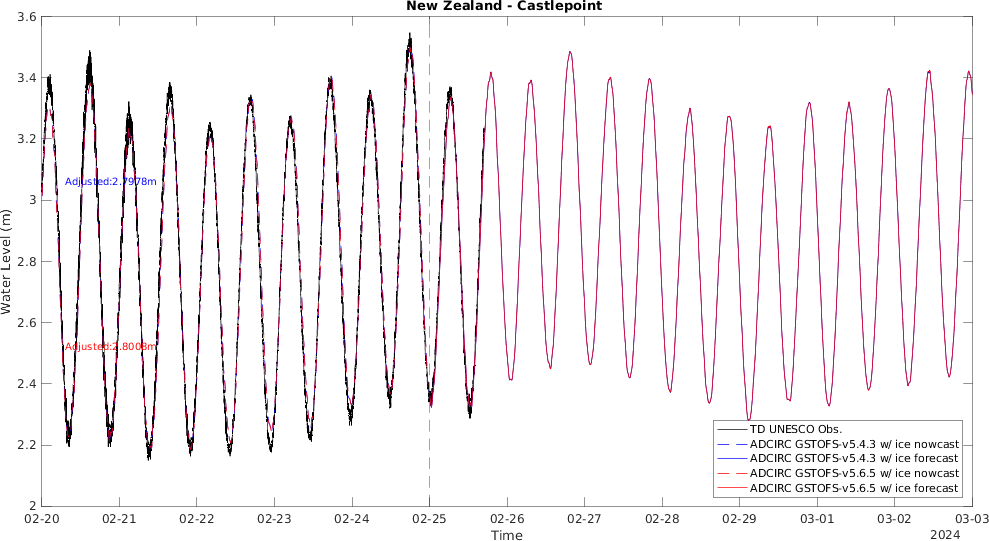 New Zealand - Castlepoint
3.6
3.4
3.2
3
2.8
2.6
2.4
2.2
2
Water Level (m)
Adjusted:2.7978m
Adjusted:2.8008m
TD UNESCO Obs.
ADCIRC GSTOFS-v5.4.3 w/ ice nowcast
ADCIRC GSTOFS-v5.4.3 w/ ice forecast
ADCIRC GSTOFS-v5.6.5 w/ ice nowcast
ADCIRC GSTOFS-v5.6.5 w/ ice forecast
02-20 02-21 02-22 02-23 02-24 02-25 02-26 02-27 02-28 02-29 03-01 03-02 03-03
Time
2024